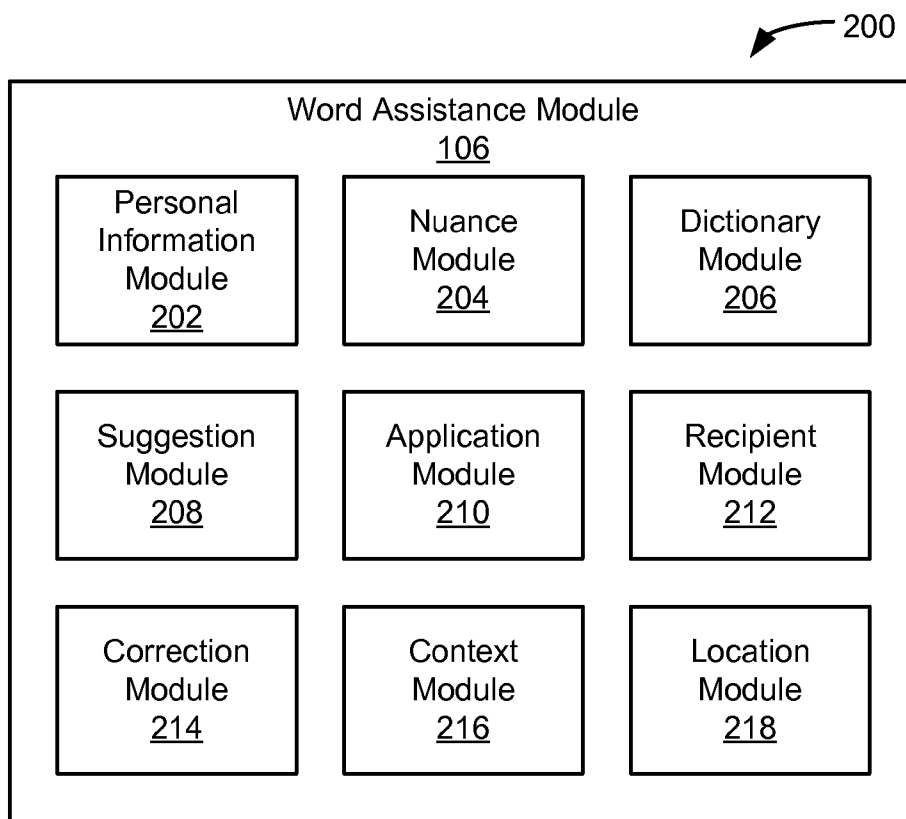 200
Word Assistance Module
106
Personal
Information
Module
202
Nuance
Module
204
Dictionary
Module
206
Suggestion
Module
208
Application
Module
210
Recipient
Module
212
Correction
Module
214
Context
Module
216
Location
Module
218